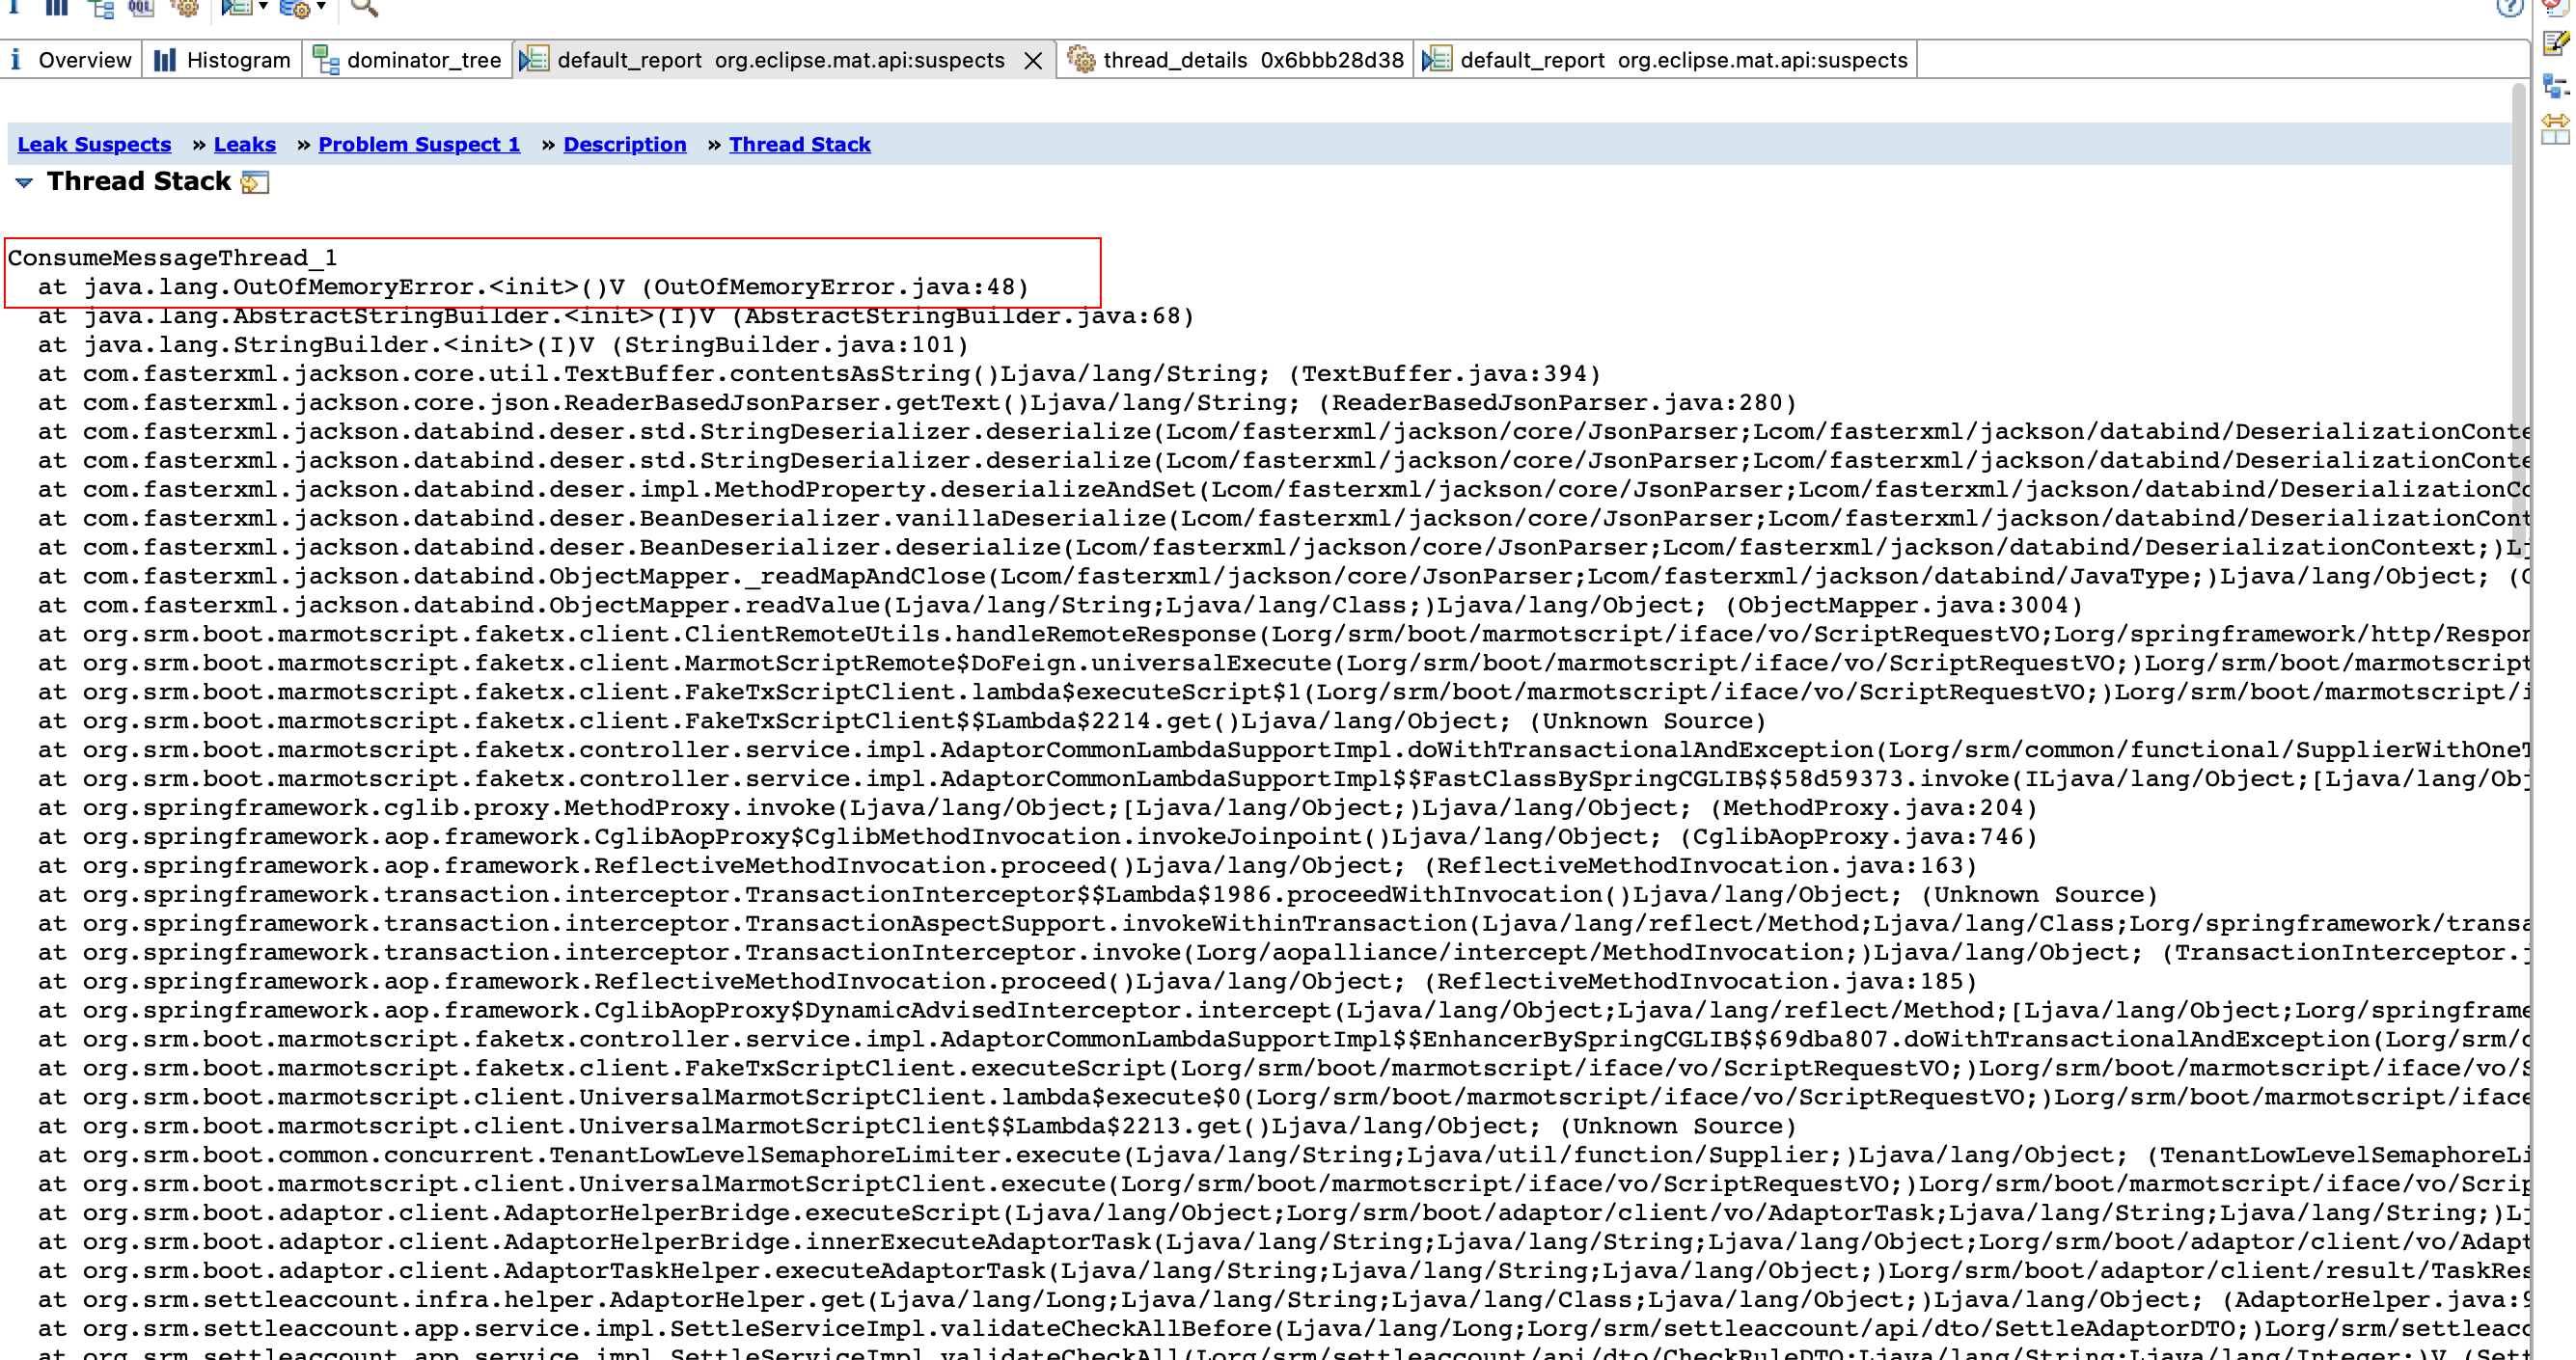 Overview
Histogram
dominator_tree
default_report org.eclipse.mat.api:suspects
thread_details 0x6bbb28d38
default_report org.eclipse.mat.api:suspects
Leak Suspects » Leaks » Problem Suspect 1 » Description » Thread Stack
Thread Stack
ConsumeMessageThread_1
at java.lang.OutOfMemoryError.<init>()V (OutOfMemoryError.java:48)
at java.lang.AbstractStringBuilder.<init>(I)V (AbstractStringBuilder.java:68)
at java.lang.StringBuilder.<init>(I)V (StringBuilder.java:101)
at com.fasterxml.jackson.core.util.TextBuffer.contentsAsString()Ljava/lang/String; (TextBuffer.java:394)
at com.fasterxml.jackson.core.json.ReaderBasedJsonParser.getText()Ljava/lang/String; (ReaderBasedJsonParser.java:280)
at com.fasterxml.jackson.databind.deser.std.StringDeserializer.deserialize(Lcom/fasterxml/jackson/core/JsonParser;Lcom/fasterxml/jackson/databind/DeserializationConte
at com.fasterxml.jackson.databind.deser.std.StringDeserializer.deserialize(Lcom/fasterxml/jackson/core/JsonParser;Lcom/fasterxml/jackson/databind/DeserializationConte
at com.fasterxml.jackson.databind.deser.impl.MethodProperty.deserializeAndSet(Lcom/fasterxml/jackson/core/JsonParser;Lcom/fasterxml/jackson/databind/DeserializationCo
at com.fasterxml.jackson.databind.deser.BeanDeserializer.vanillaDeserialize(Lcom/fasterxml/jackson/core/JsonParser;Lcom/fasterxml/jackson/databind/DeserializationCont
at com.fasterxml.jackson.databind.deser.BeanDeserializer.deserialize(Lcom/fasterxml/jackson/core/JsonParser;Lcom/fasterxml/jackson/databind/DeserializationContext;)Lj
at com.fasterxml.jackson.databind.ObjectMapper._readMapAndClose(Lcom/fasterxml/jackson/core/JsonParser;Lcom/fasterxml/jackson/databind/JavaType;)Ljava/lang/Object; (O
at com.fasterxml.jackson.databind.ObjectMapper.readValue(Ljava/lang/String;Ljava/lang/Class;)Ljava/lang/Object; (ObjectMapper.java:3004)
at org.srm.boot.marmotscript.faketx.client.ClientRemoteUtils.handleRemoteResponse(Lorg/srm/boot/marmotscript/iface/vo/ScriptRequestVO;Lorg/springframework/http/Respon
at org.srm.boot.marmotscript.faketx.client.MarmotScriptRemote$DoFeign.universalExecute(Lorg/srm/boot/marmotscript/iface/vo/ScriptRequestVO;)Lorg/srm/boot/marmotscript
at org.srm.boot.marmotscript.faketx.client.FakeTxScriptClient.lambda$executeScript$1(Lorg/srm/boot/marmotscript/iface/vo/ScriptRequestVO;)Lorg/srm/boot/marmotscript/i
at org.srm.boot.marmotscript.faketx.client.FakeTxScriptClient$$Lambda$2214.get()Ljava/lang/Object; (Unknown Source)
at org.srm.boot.marmotscript.faketx.controller.service.impl.AdaptorCommonLambdaSupportImpl.doWithTransactionalAndException(Lorg/srm/common/functional/SupplierWithOneT
at org.srm.boot.marmotscript.faketx.controller.service.impl.AdaptorCommonLambdaSupportImpl$$FastClassBySpringCGLIB$$58d59373.invoke(ILjava/lang/Object;[Ljava/lang/Obj
at org.springframework.cglib.proxy.MethodProxy.invoke(Ljava/lang/Object;[Ljava/lang/Object;)Ljava/lang/Object; (MethodProxy.java:204)
at org.springframework.aop.framework.CglibAopProxy$CglibMethodInvocation.invokeJoinpoint()Ljava/lang/Object; (CglibAopProxy.java:746)
at org.springframework.aop.framework.ReflectiveMethodInvocation.proceed()Ljava/lang/Object; (ReflectiveMethodInvocation.java:163)
at org.springframework.transaction.interceptor.TransactionInterceptor$$Lambda$1986.proceedWithInvocation()Ljava/lang/Object; (Unknown Source)
at org.springframework.transaction.interceptor.TransactionAspectSupport.invokeWithinTransaction(Ljava/lang/reflect/Method;Ljava/lang/Class;Lorg/springframework/transa
at org.springframework.transaction.interceptor.TransactionInterceptor.invoke(Lorg/aopalliance/intercept/MethodInvocation;)Ljava/lang/Object; (TransactionInterceptor.j
at org.springframework.aop.framework.ReflectiveMethodInvocation.proceed()Ljava/lang/Object; (ReflectiveMethodInvocation.java:185)
at org.springframework.aop.framework.CglibAopProxy$DynamicAdvisedInterceptor.intercept(Ljava/lang/Object;Ljava/lang/reflect/Method;[Ljava/lang/Object;Lorg/springframe
at org.srm.boot.marmotscript.faketx.controller.service.impl.AdaptorCommonLambdaSupportImpl$$EnhancerBySpringCGLIB$$69dba807.doWithTransactionalAndException(Lorg/srm/c
at org.srm.boot.marmotscript.faketx.client.FakeTxScriptClient.executeScript(Lorg/srm/boot/marmotscript/iface/vo/ScriptRequestVO;)Lorg/srm/boot/marmotscript/iface/vo/S
at org.srm.boot.marmotscript.client.UniversalMarmotScriptClient.lambda$execute$0(Lorg/srm/boot/marmotscript/iface/vo/ScriptRequestVO;)Lorg/srm/boot/marmotscript/iface
at org.srm.boot.marmotscript.client.UniversalMarmotScriptClient$$Lambda$2213.get()Ljava/lang/Object; (Unknown Source)
at org.srm.boot.common.concurrent.TenantLowLevelSemaphoreLimiter.execute(Ljava/lang/String;Ljava/util/function/Supplier;)Ljava/lang/Object; (TenantLowLevelSemaphoreLi
at org.srm.boot.marmotscript.client.UniversalMarmotScriptClient.execute(Lorg/srm/boot/marmotscript/iface/vo/ScriptRequestVO;)Lorg/srm/boot/marmotscript/iface/vo/Scrip
at org.srm.boot.adaptor.client.AdaptorHelperBridge.executeScript(Ljava/lang/Object;Lorg/srm/boot/adaptor/client/vo/AdaptorTask;Ljava/lang/String;Ljava/lang/String;)Lj
at org.srm.boot.adaptor.client.AdaptorHelperBridge.innerExecuteAdaptorTask(Ljava/lang/String;Ljava/lang/String;Ljava/lang/Object;Lorg/srm/boot/adaptor/client/vo/Adapt
at org.srm.boot.adaptor.client.AdaptorTaskHelper.executeAdaptorTask(Ljava/lang/String;Ljava/lang/String;Ljava/lang/Object;)Lorg/srm/boot/adaptor/client/result/TaskRes
at org.srm.settleaccount.infra.helper.AdaptorHelper.get(Ljava/lang/Long;Ljava/lang/String;Ljava/lang/Class;Ljava/lang/Object;)Ljava/lang/Object; (AdaptorHelper.java:9
at org.srm.settleaccount.app.service.impl.SettleServiceImpl.validateCheckAllBefore(Ljava/lang/Long;Lorg/srm/settleaccount/api/dto/SettleAdaptorDTO;)Lorg/srm/settleacc
at org.srm.settleaccount.app.service.impl.SettleServiceImpl.validateCheckAll(Lorg/srm/settleaccount/api/dto/CheckRuleDTO;Ljava/lang/String;Ljava/lang/Integer;)V (Sett